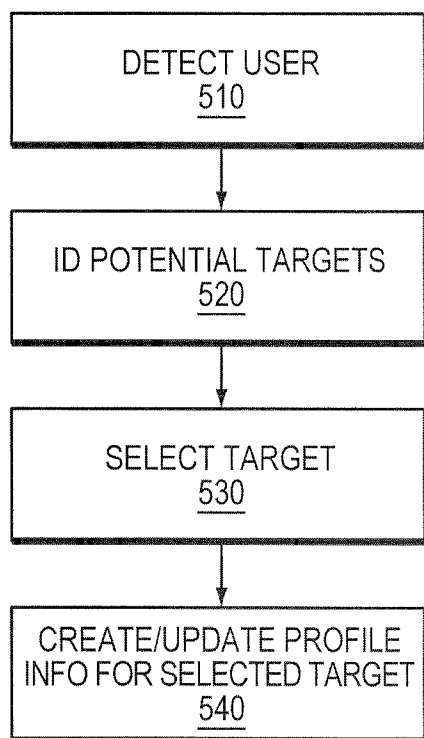 DETECT USER
510
ID POTENTIAL TARGETS
520
SELECT TARGET
530
CREATE/UPDATE PROFILE
INFO FOR SELECTED TARGET
540